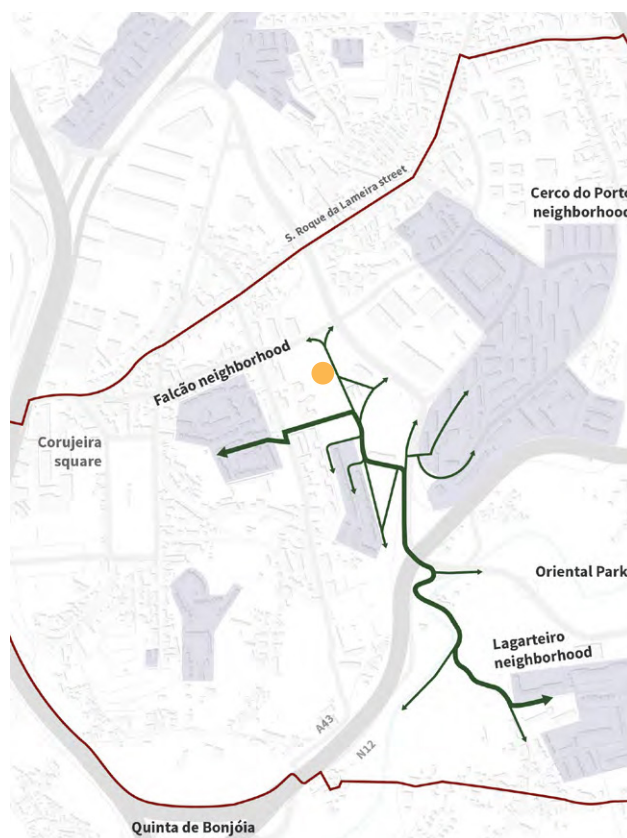 S. Roque da Lameira street
Cerco do Porto
neighborhood
Falcão neighborhood
Corujeira
square
Oriental Park
Lagarteiro
neighborhood
A43
N12
Quinta de Bonjóia